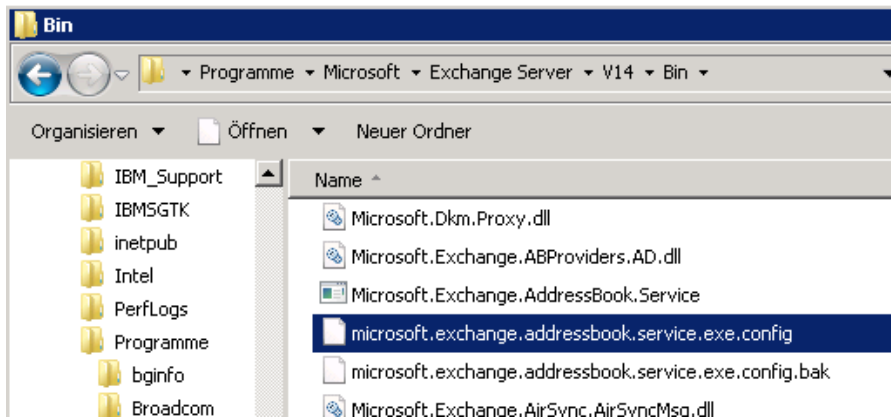 Bin
Programme Microsoft Exchange Server V14 Bin
Organisieren Öffnen Neuer Ordner
IBM_Support
IBMSGTK
inetpub
Intel
PerfLogs
Programme
bginfo
Broadcom
Name
Microsoft.Dkm.Proxy.dll
Microsoft.Exchange.ABProviders.AD.dll
Microsoft.Exchange.AddressBook.Service
microsoft.exchange.addressbook.service.exe.config
microsoft.exchange.addressbook.service.exe.config.bak
Microsoft.Exchange.AirSync.AirSyncMsg.dll